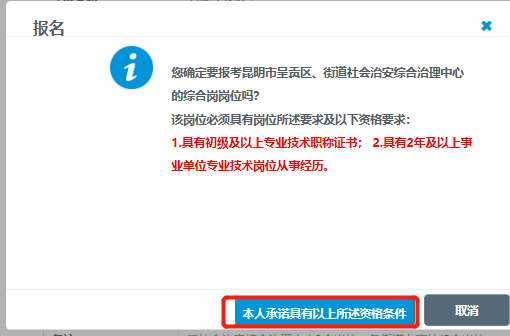 报名
您确定要报考昆明市呈贡区、街道社会治安综合治理中心
的综合岗岗位吗?
该岗位必须具有岗位所述要求及以下资格要求:
1.具有初级及以上专业技术职称证书； 2.具有2年及以上事
业单位专业技术岗位从事经历。
本人承诺具有以上所述资格条件 取消